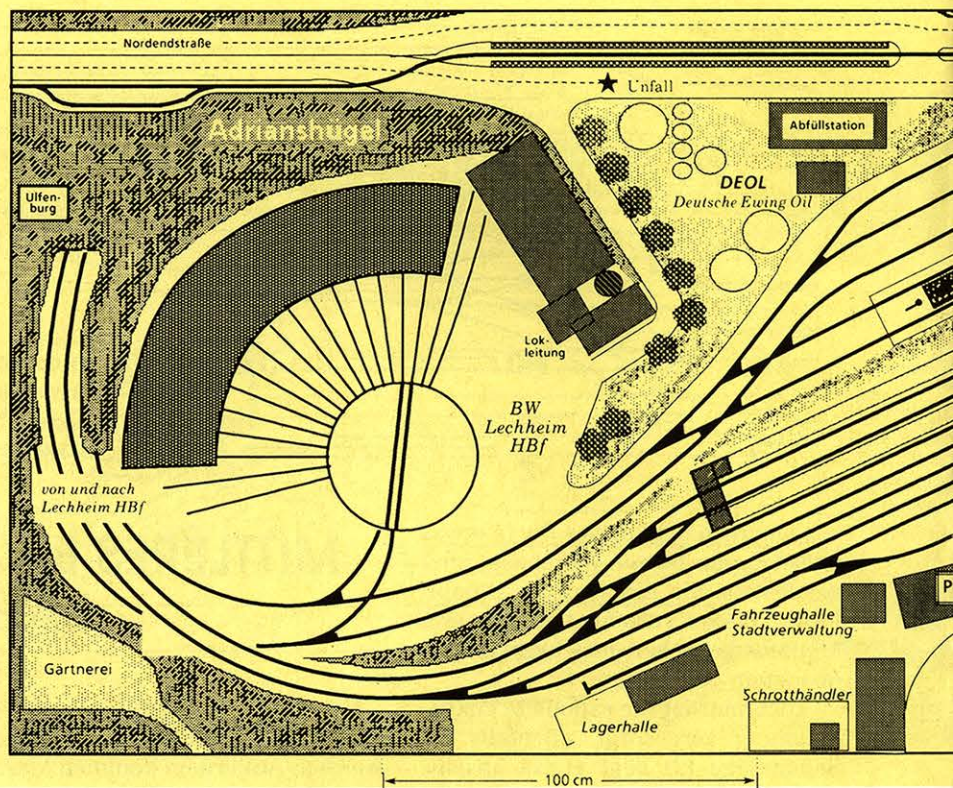 Nordendstraße
Unfall
Adrianshügel
Abfüllstation
DEOL
Deutsche Ewing Oil
Ulfen-
burg
Lok-
leitung
BW
Lechheim
HBf
von und nach
Lechheim HBf
Fahrzeughalle
Stadtverwaltung
P
Gärtnerei
Schrotthändler
Lagerhalle
100 cm